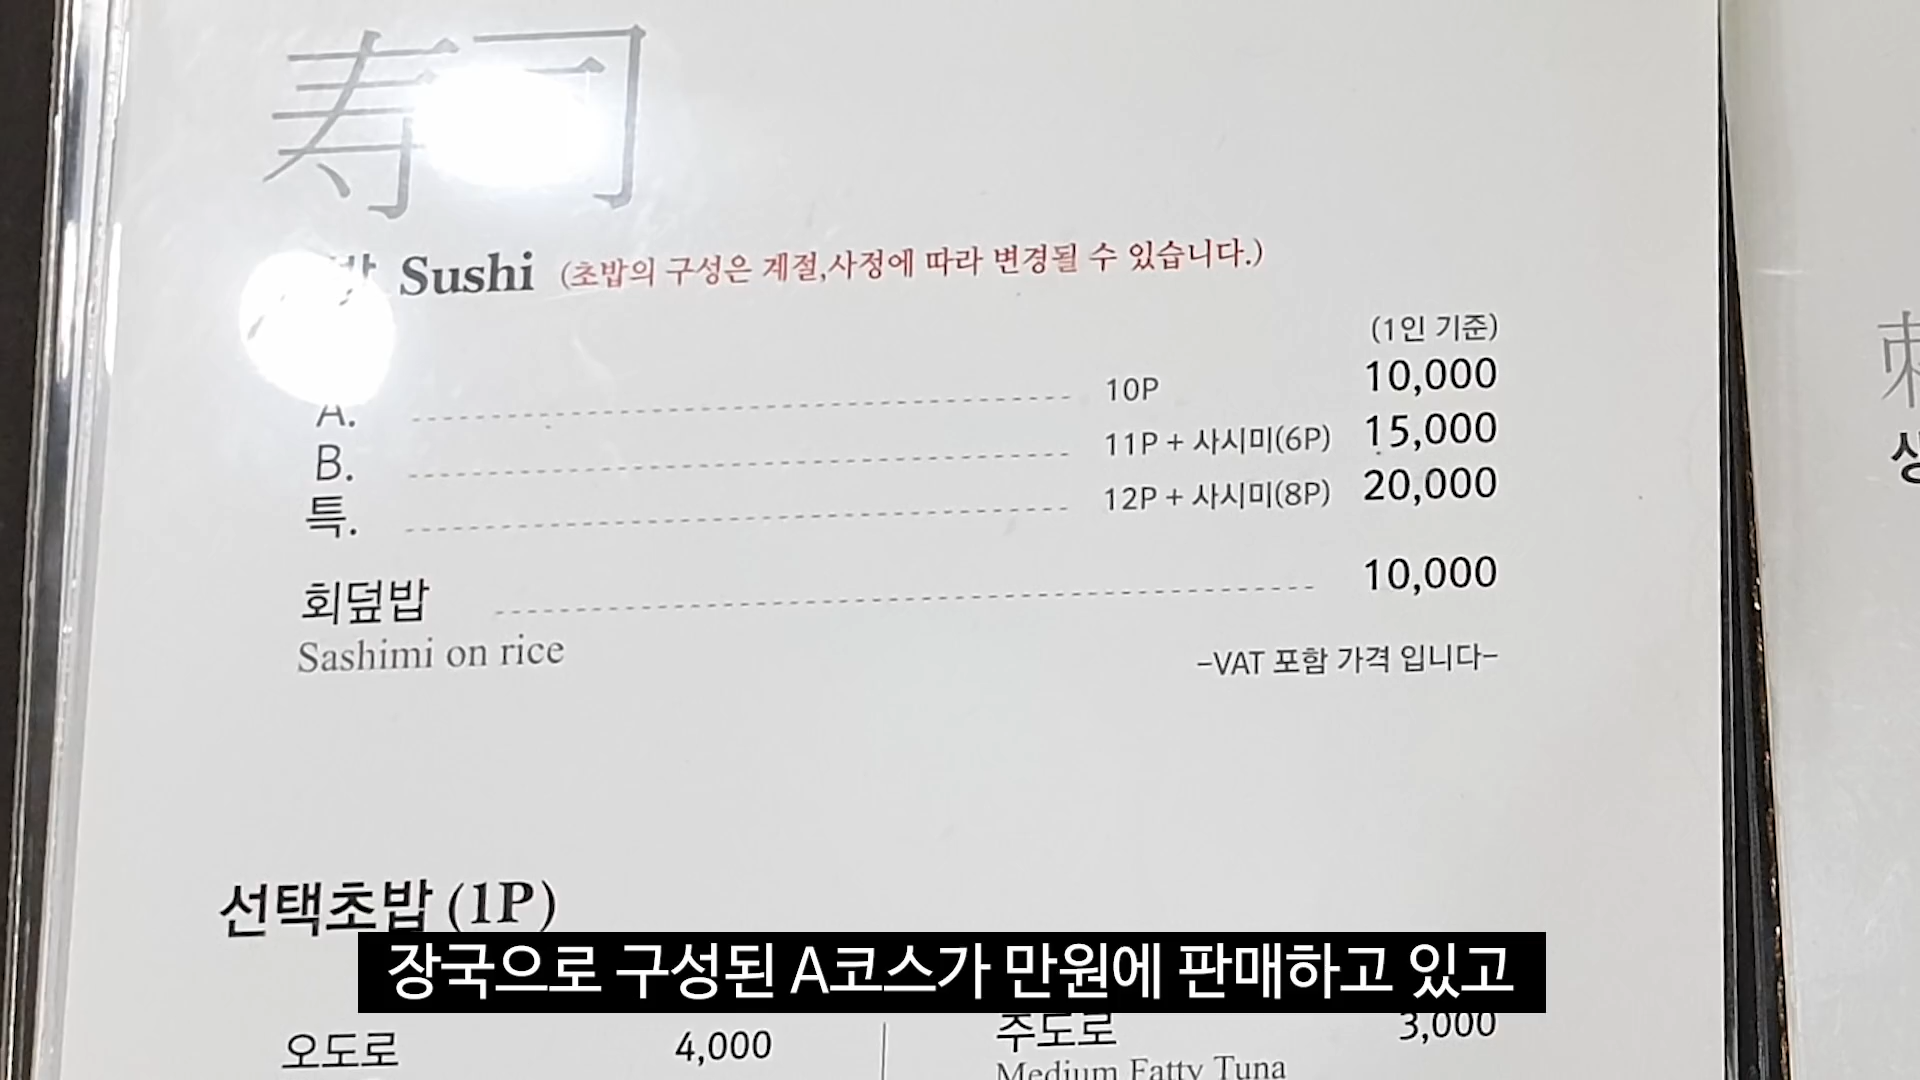 寿司
Sushi (초밥의 구성은 계절,사정에 따라 변경될 수 있습니다.)
(1인 기준)
A. 10P 10,000
B. 11P + 사시미(6P) 15,000
특. 12P + 사시미(8P) 20,000
회덮밥 10,000
Sashimi on rice
–VAT 포함 가격 입니다–
선택초밥 (1P)
장국으로 구성된 A코스가 만원에 판매하고 있고
오도로 4,000
주도로 3,000
Medium Fatty Tuna